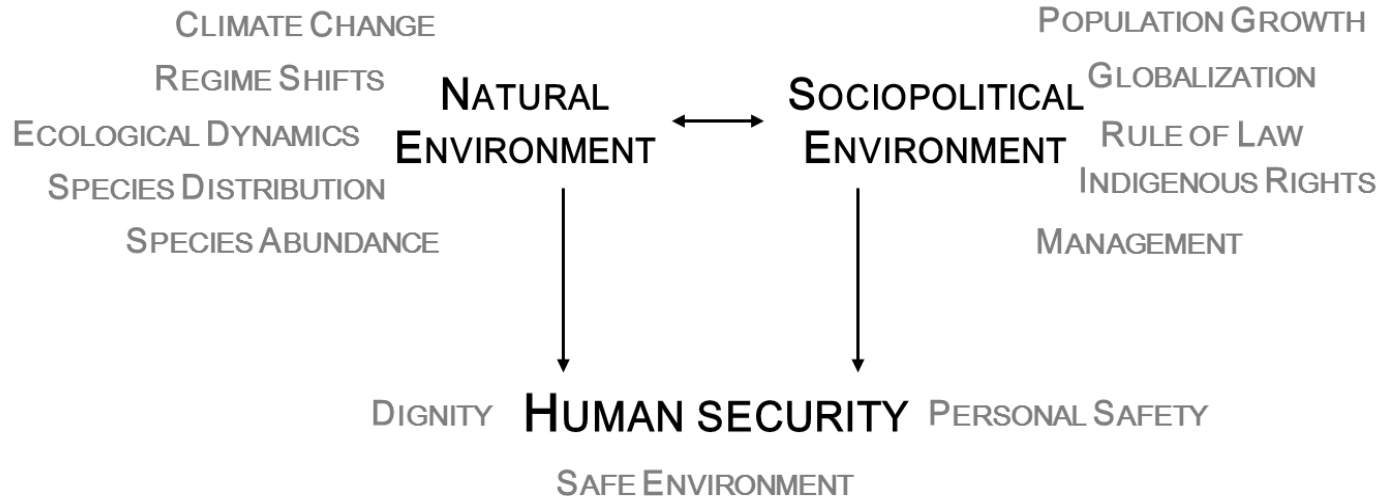 CLIMATE CHANGE
REGIME SHIFTS
ECOLOGICAL DYNAMICS
SPECIES DISTRIBUTION
SPECIES ABUNDANCE
NATURAL
ENVIRONMENT
SOCIOPOLITICAL
ENVIRONMENT
POPULATION GROWTH
GLOBALIZATION
RULE OF LAW
INDIGENOUS RIGHTS
MANAGEMENT
DIGNITY
HUMAN SECURITY
PERSONAL SAFETY
SAFE ENVIRONMENT